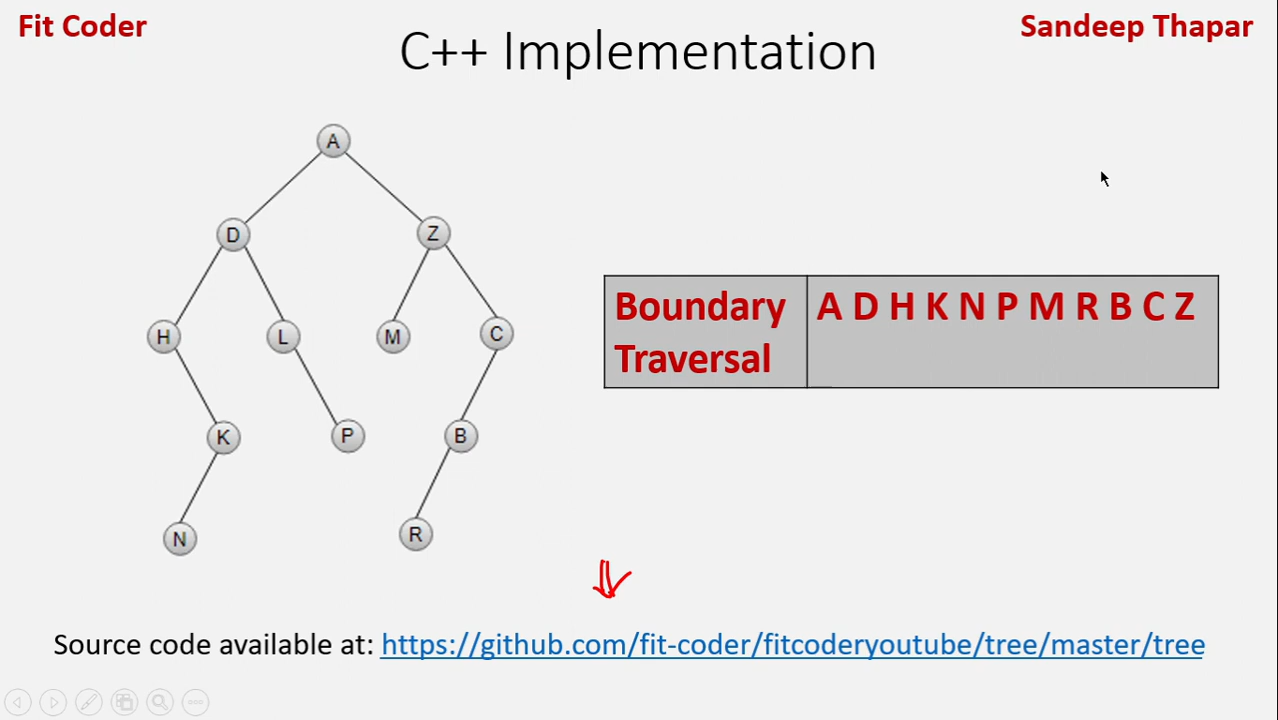 Fit Coder
Sandeep Thapar
C++ Implementation
A
D
Z
H
L
M
C
K
P
B
N
R
Boundary
Traversal
A D H K N P M R B C Z
Source code available at: https://github.com/fit-coder/fitcoderyoutube/tree/master/tree